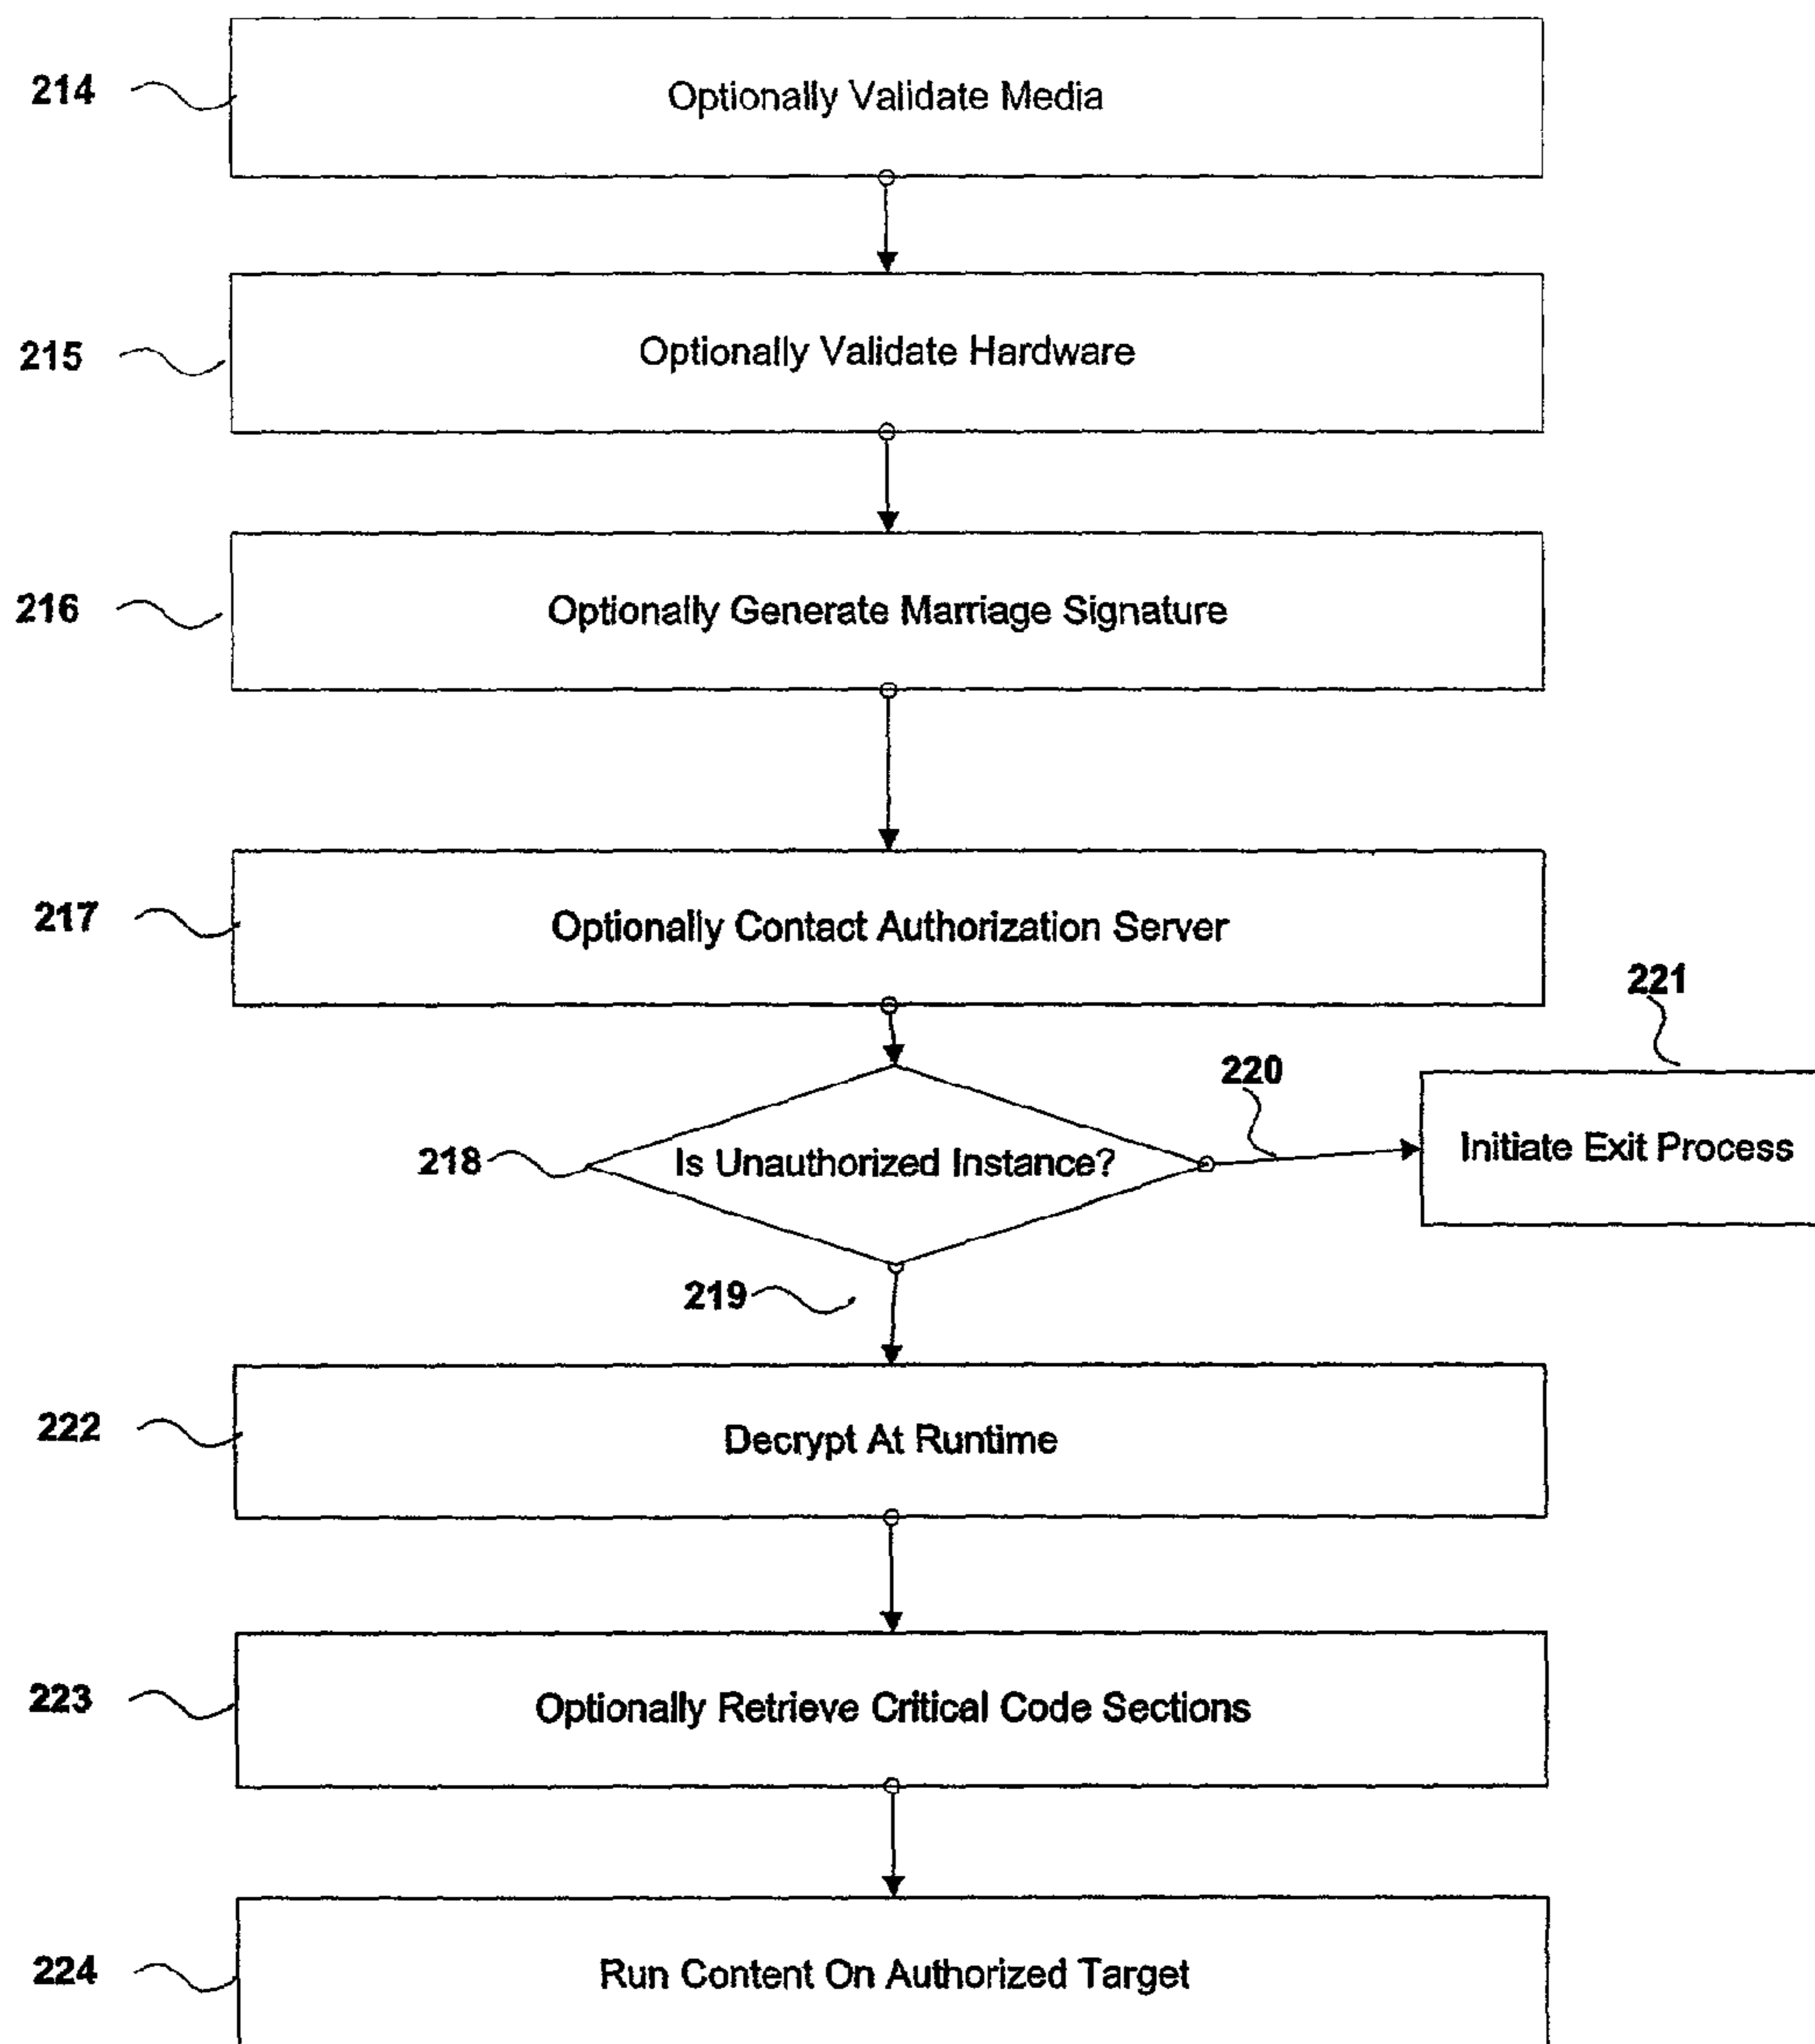 214
Optionally Validate Media
215
Optionally Validate Hardware
216
Optionally Generate Marriage Signature
217
Optionally Contact Authorization Server
221
220
218
Is Unauthorized Instance?
Initiate Exit Process
219
222
Decrypt At Runtime
223
Optionally Retrieve Critical Code Sections
224
Run Content On Authorized Target